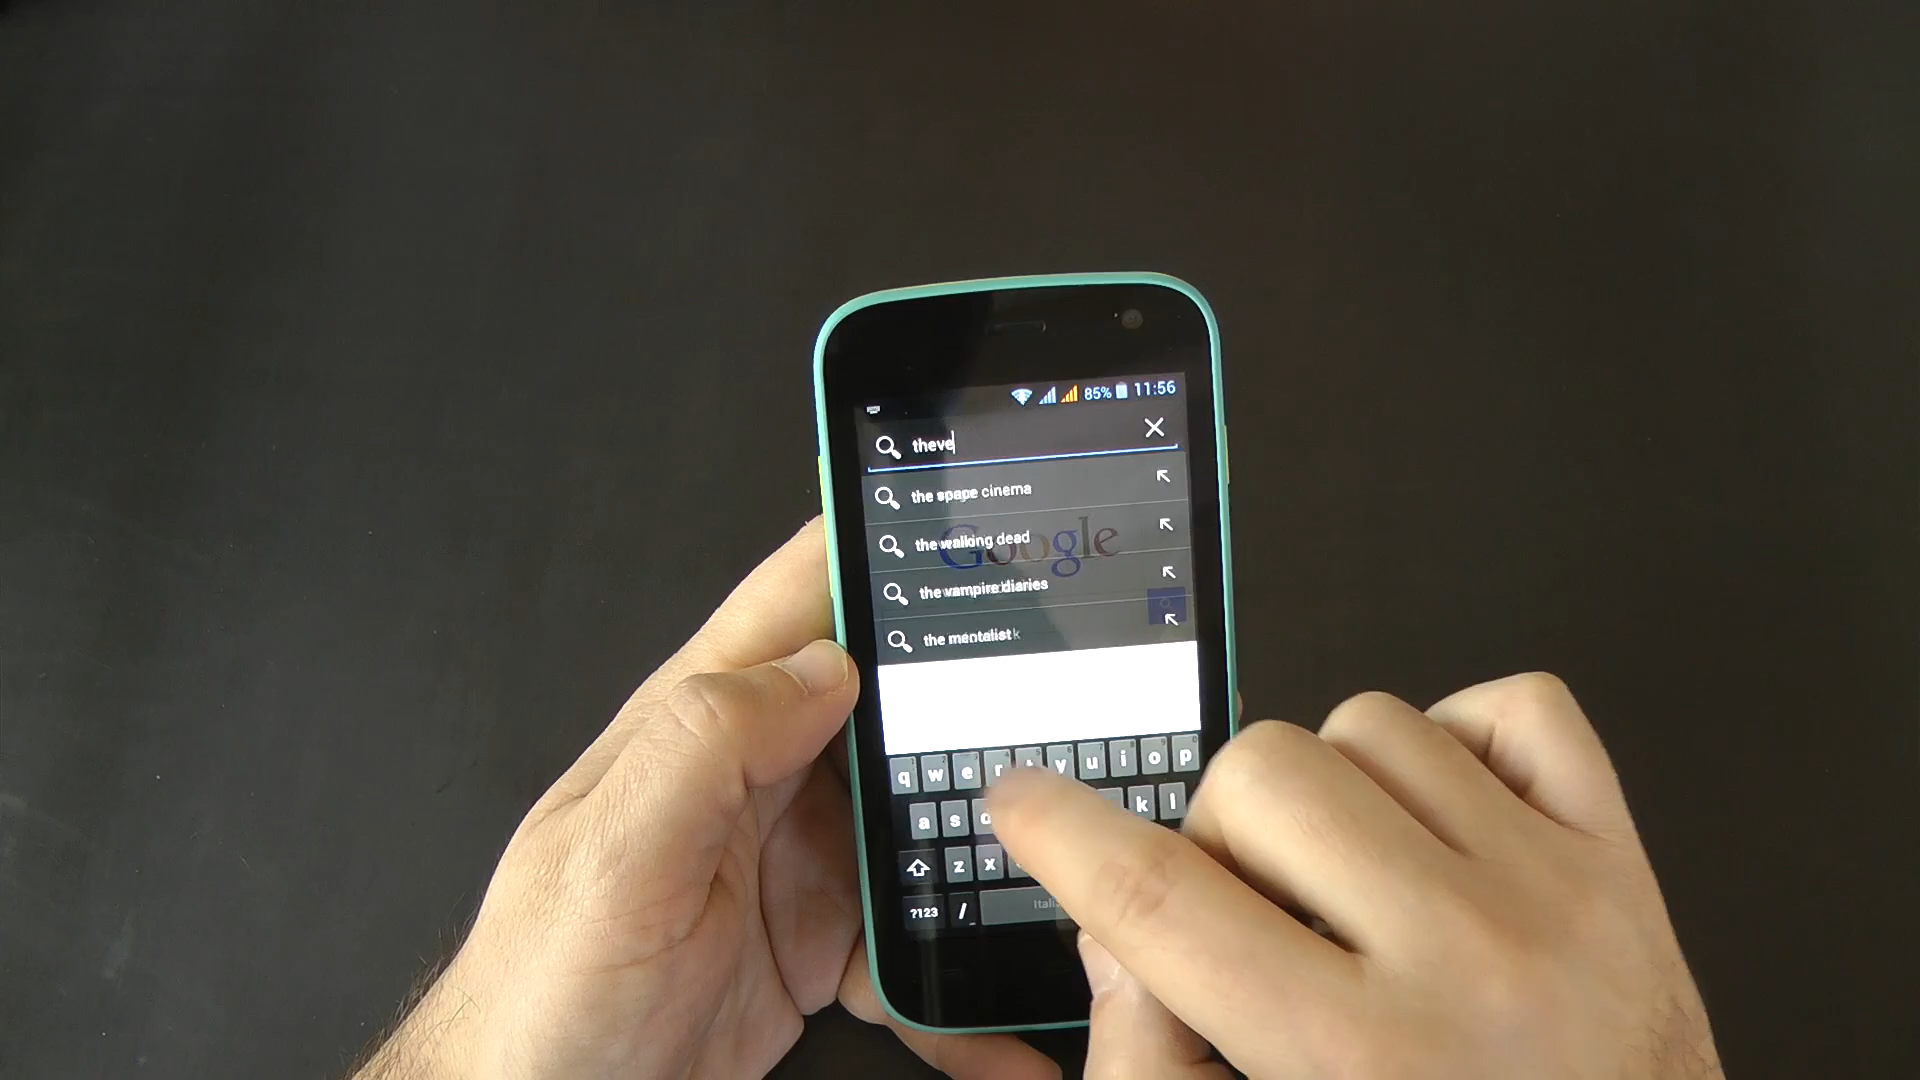 85% 11:56
theve
the space cinema
the walking dead
Google
the vampire diaries
the mentalist
q w e r t y u i o p
a s d k l
z x
?123 /